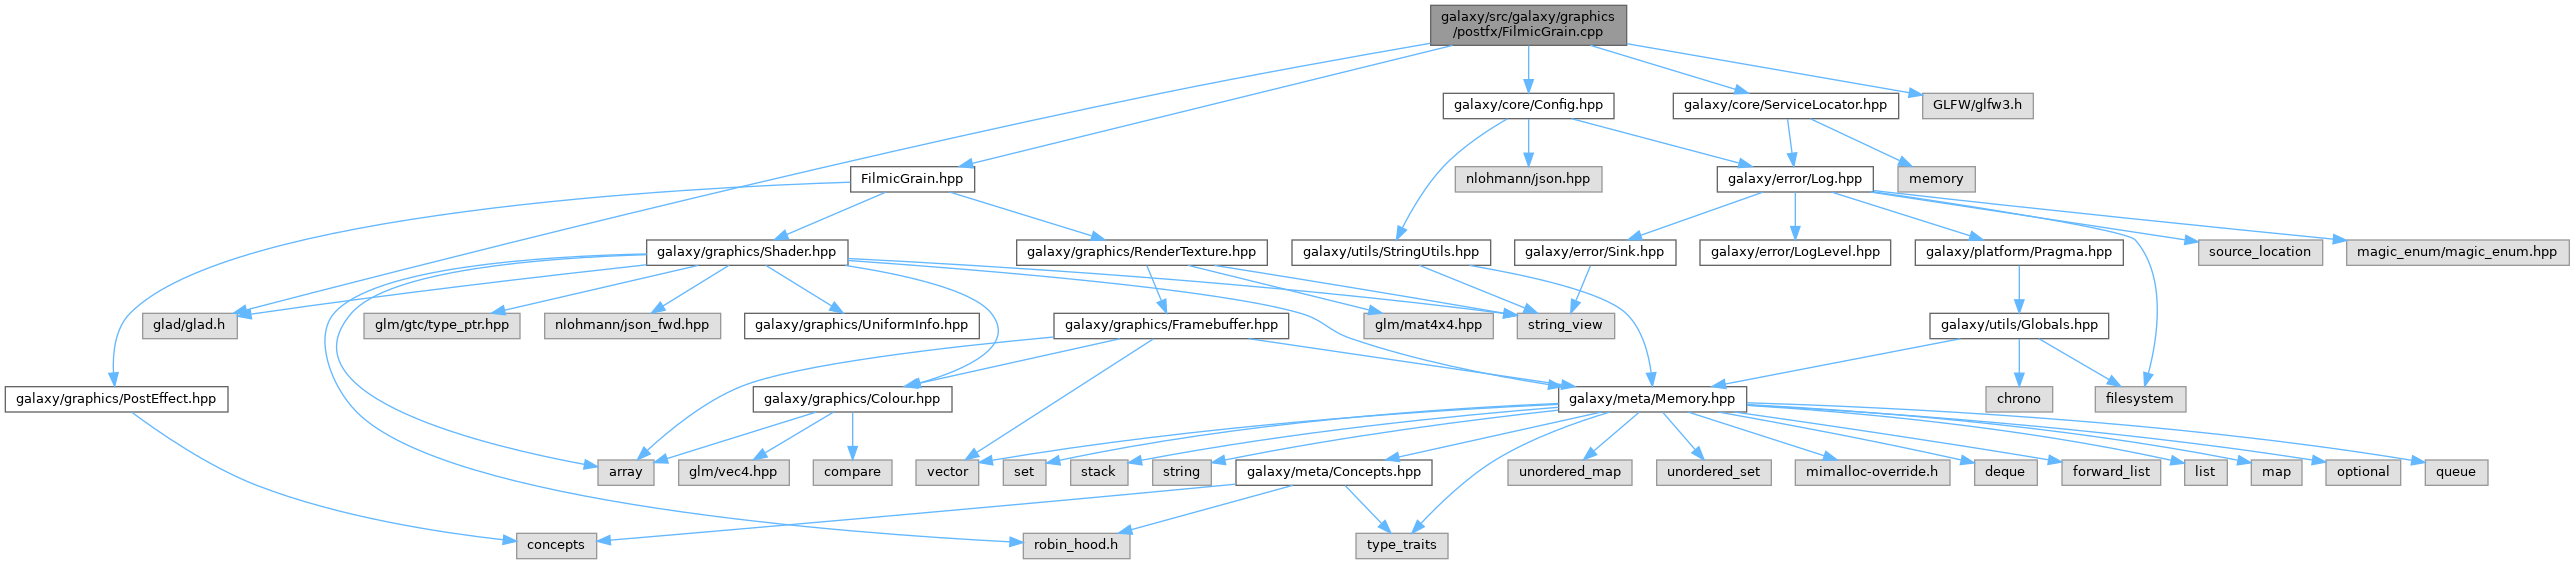 galaxy/src/galaxy/graphics
/postfx/FilmicGrain.cpp
galaxy/core/Config.hpp
galaxy/core/ServiceLocator.hpp
GLFW/glfw3.h
FilmicGrain.hpp
nlohmann/json.hpp
galaxy/error/Log.hpp
memory
galaxy/graphics/Shader.hpp
galaxy/graphics/RenderTexture.hpp
galaxy/utils/StringUtils.hpp
galaxy/error/Sink.hpp
galaxy/error/LogLevel.hpp
galaxy/platform/Pragma.hpp
source_location
magic_enum/magic_enum.hpp
glad/glad.h
glm/gtc/type_ptr.hpp
nlohmann/json_fwd.hpp
galaxy/graphics/UniformInfo.hpp
galaxy/graphics/Framebuffer.hpp
glm/mat4x4.hpp
string_view
galaxy/utils/Globals.hpp
galaxy/graphics/PostEffect.hpp
galaxy/graphics/Colour.hpp
galaxy/meta/Memory.hpp
chrono
filesystem
array
glm/vec4.hpp
compare
vector
set
stack
string
galaxy/meta/Concepts.hpp
unordered_map
unordered_set
mimalloc-override.h
deque
forward_list
list
map
optional
queue
concepts
robin_hood.h
type_traits